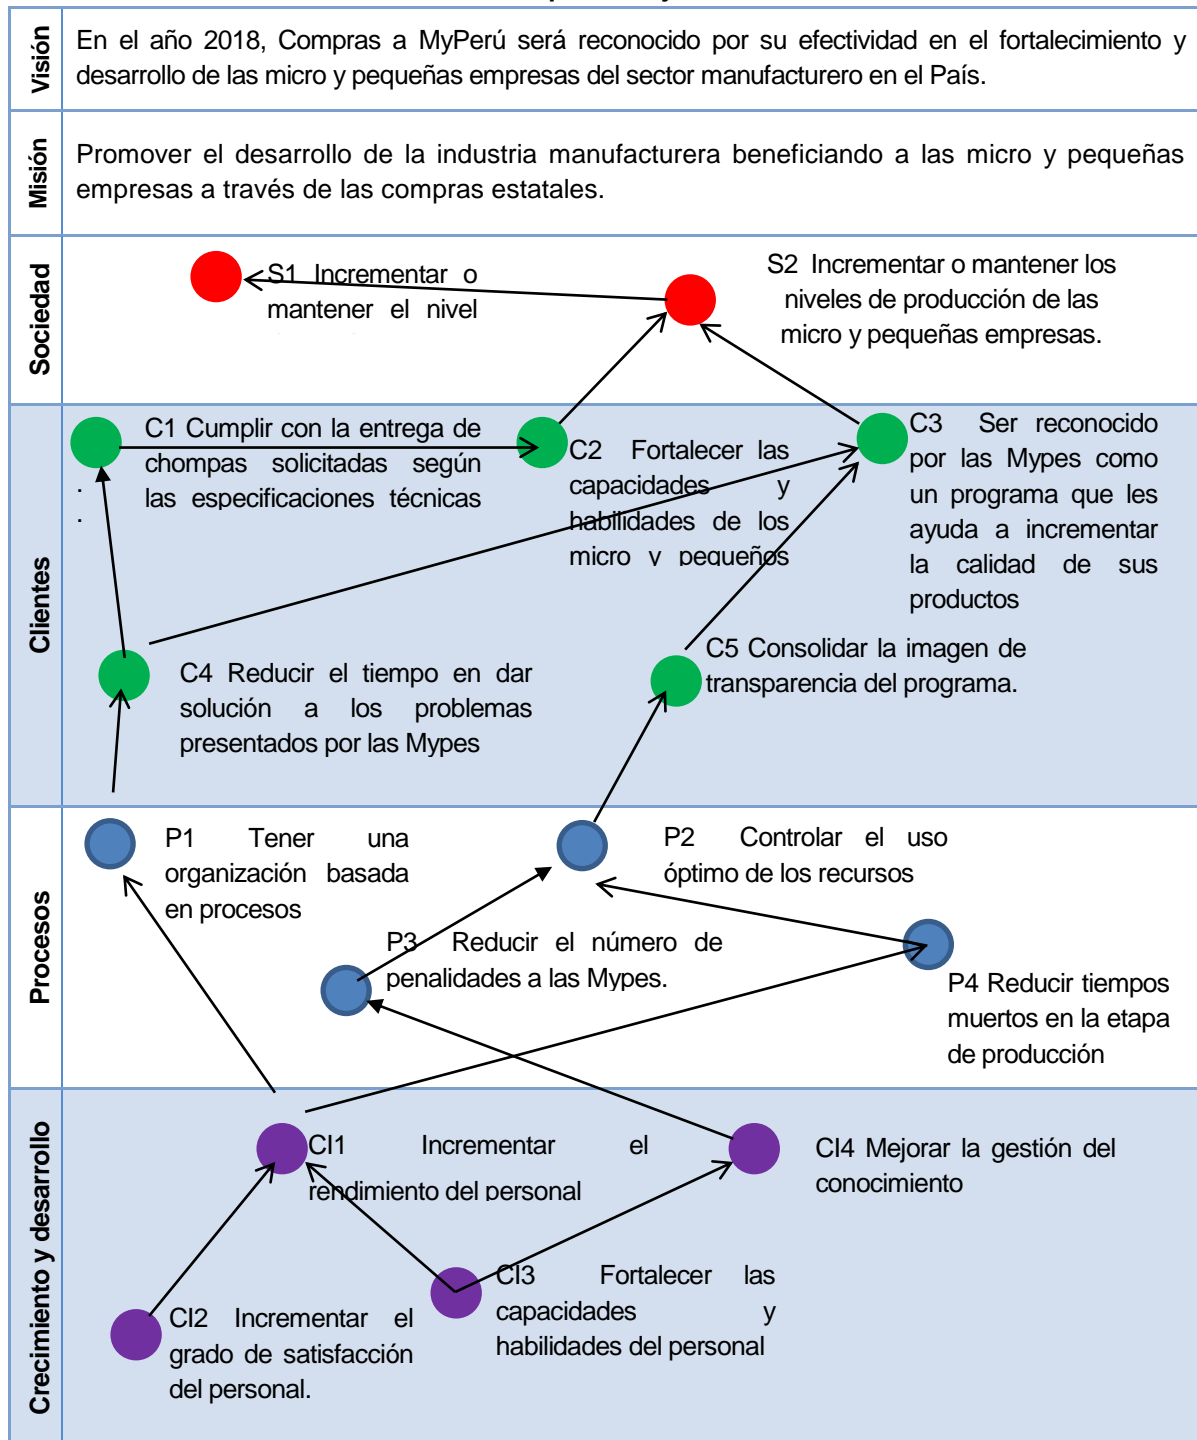 Visión
En el año 2018, Compras a MyPerú será reconocido por su efectividad en el fortalecimiento y
desarrollo de las micro y pequeñas empresas del sector manufacturero en el País.
Misión
Promover el desarrollo de la industria manufacturera beneficiando a las micro y pequeñas
empresas a través de las compras estatales.
Sociedad
S1 Incrementar o
mantener el nivel
S2 Incrementar o mantener los
niveles de producción de las
micro y pequeñas empresas.
Clientes
C1 Cumplir con la entrega de
chompas solicitadas según
las especificaciones técnicas
.
.
C2 Fortalecer las
capacidades y
habilidades de los
micro y pequeños
C3 Ser reconocido
por las Mypes como
un programa que les
ayuda a incrementar
la calidad de sus
productos
C4 Reducir el tiempo en dar
solución a los problemas
presentados por las Mypes
C5 Consolidar la imagen de
transparencia del programa.
Procesos
P1 Tener una
organización basada
en procesos
P2 Controlar el uso
óptimo de los recursos
P3 Reducir el número de
penalidades a las Mypes.
P4 Reducir tiempos
muertos en la etapa
de producción
Crecimiento y desarrollo
CI1 Incrementar el
rendimiento del personal
CI4 Mejorar la gestión del
conocimiento
CI2 Incrementar el
grado de satisfacción
del personal.
CI3 Fortalecer las
capacidades y
habilidades del personal